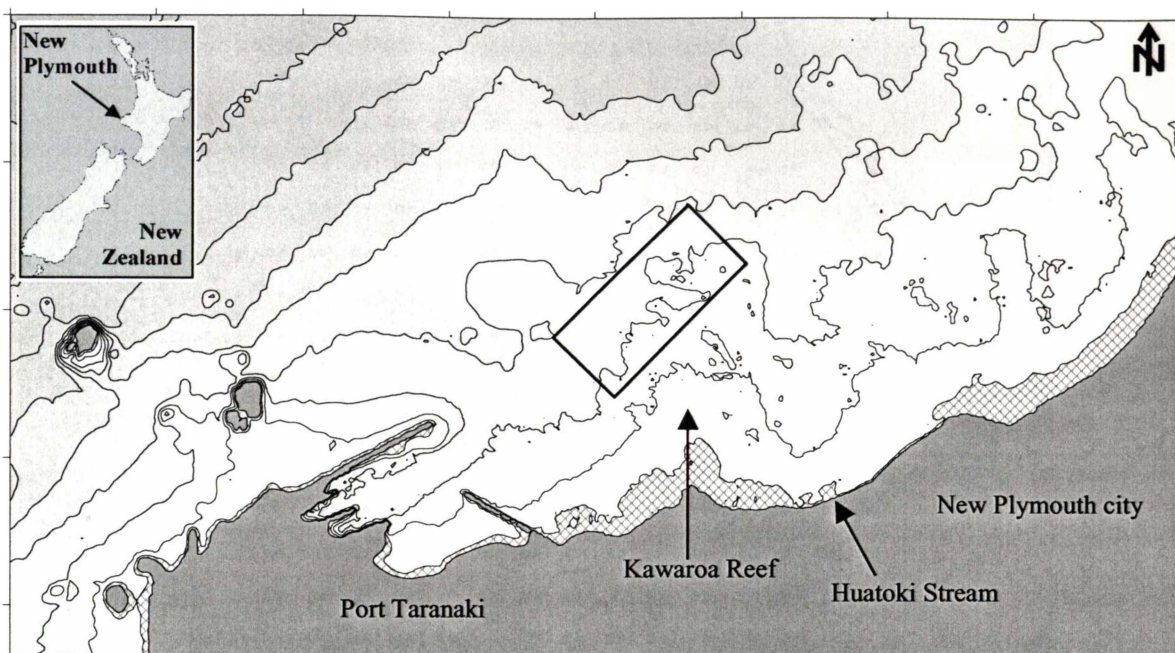 New
Plymouth
New
Zealand
N
New Plymouth city
Kawaroa Reef
Huatoki Stream
Port Taranaki